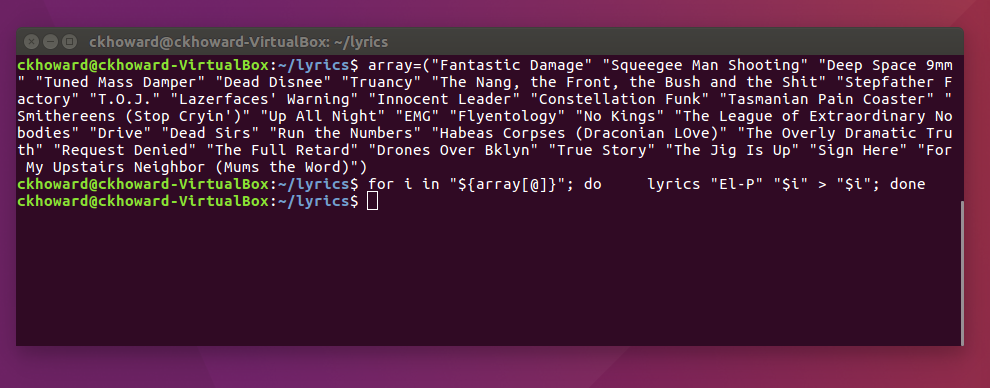 ckhoward@ckhoward-VirtualBox: ~/lyrics
ckhoward@ckhoward-VirtualBox:~/lyrics$ array=("Fantastic Damage" "Squeegee Man Shooting" "Deep Space 9mm
" "Tuned Mass Damper" "Dead Disnee" "Truancy" "The Nang, the Front, the Bush and the Shit" "Stepfather F
actory" "T.O.J." "Lazerfaces' Warning" "Innocent Leader" "Constellation Funk" "Tasmanian Pain Coaster" "
Smithereens (Stop Cryin')" "Up All Night" "EMG" "Flyentology" "No Kings" "The League of Extraordinary No
bodies" "Drive" "Dead Sirs" "Run the Numbers" "Habeas Corpses (Draconian LOve)" "The Overly Dramatic Tru
th" "Request Denied" "The Full Retard" "Drones Over Bklyn" "True Story" "The Jig Is Up" "Sign Here" "For
 My Upstairs Neighbor (Mums the Word)")
ckhoward@ckhoward-VirtualBox:~/lyrics$ for i in "${array[@]}"; do     lyrics "El-P" "$i" > "$i"; done
ckhoward@ckhoward-VirtualBox:~/lyrics$